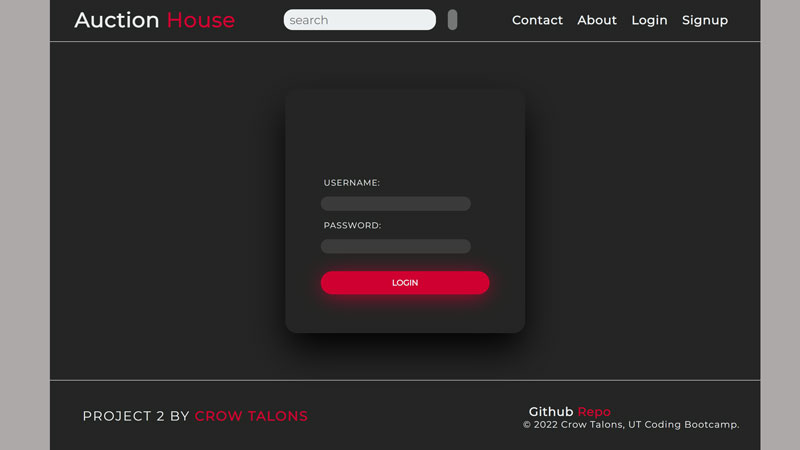 Auction House
search
Contact About Login Signup
USERNAME:
PASSWORD:
LOGIN
PROJECT 2 BY CROW TALONS
Github Repo
© 2022 Crow Talons, UT Coding Bootcamp.